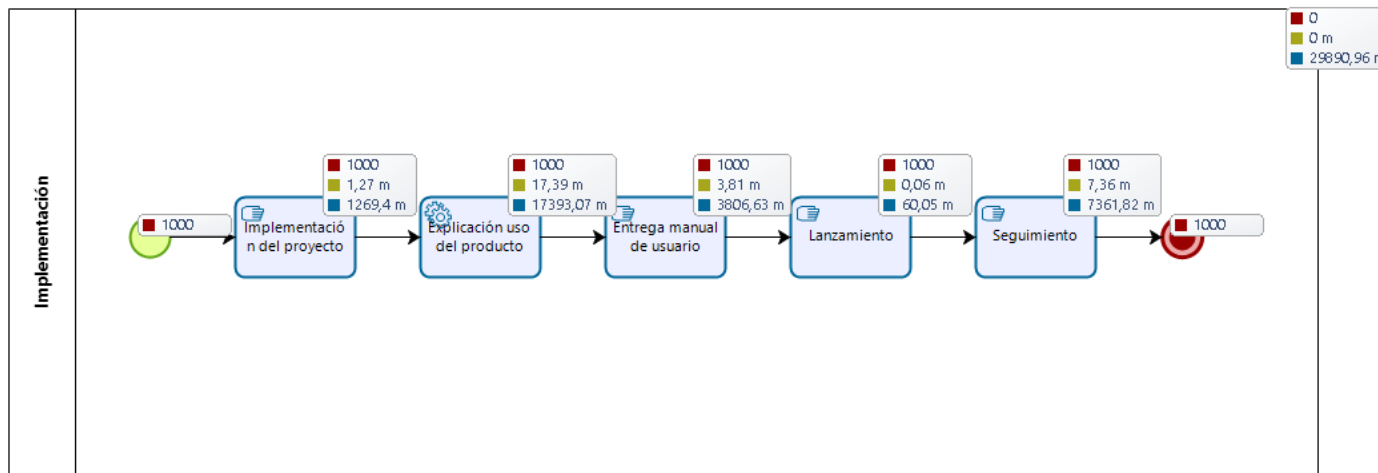 Implementación
0
0 m
29890,96 m
1000
1000
1,27 m
1269,4 m
Implementació
n del proyecto
1000
17,39 m
17393,07 m
Explicación uso
del producto
1000
3,81 m
3806,63 m
Entrega manual
de usuario
1000
0,06 m
60,05 m
Lanzamiento
1000
7,36 m
7361,82 m
Seguimiento
1000